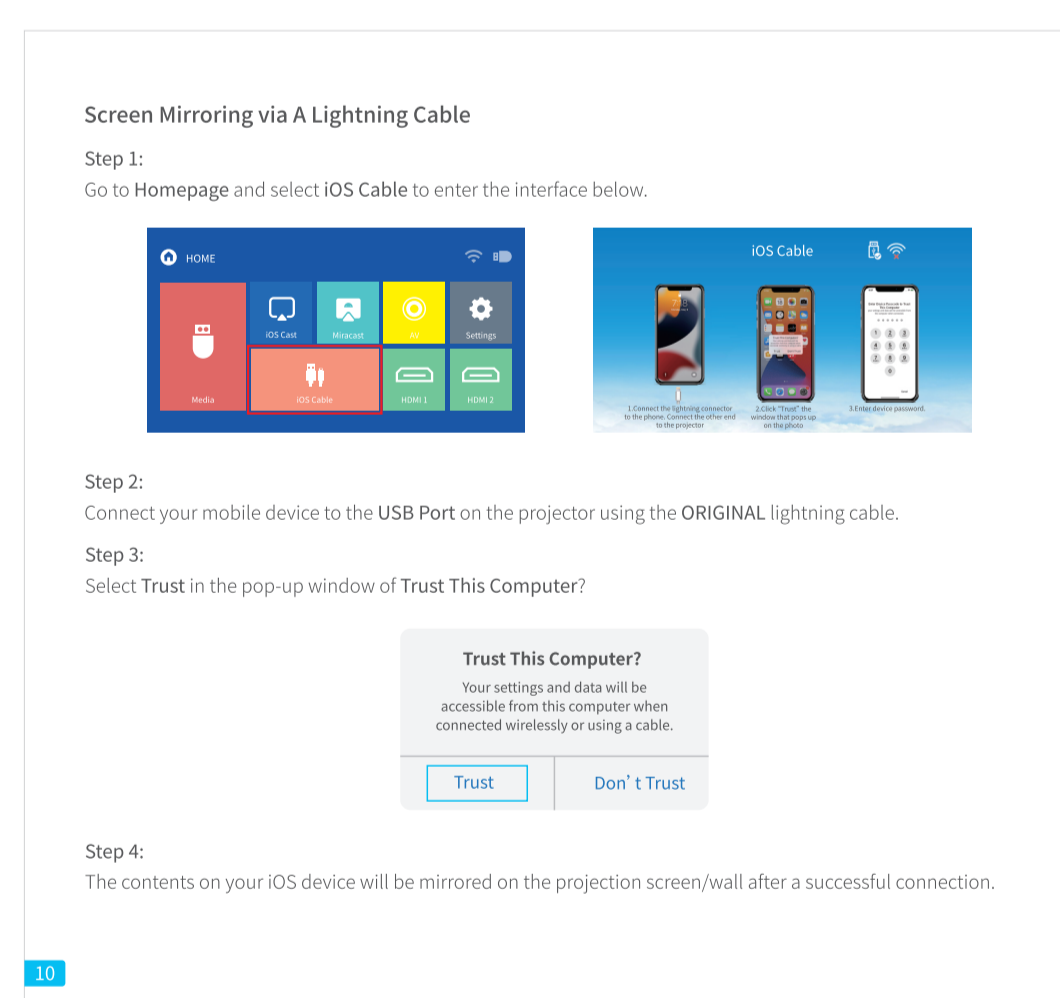 Screen Mirroring via A Lightning Cable
Step 1:
Go to Homepage and select iOS Cable to enter the interface below.
HOME
Media
iOS Cast
Miracast
AV
Settings
iOS Cable
HDMI 1
HDMI 2
iOS Cable
1.Connect the lightning connector
to the phone. Connect the other end
to the projector
2.Click "Trust" the
window that pops up
on the photo
3.Enter device password.
Step 2:
Connect your mobile device to the USB Port on the projector using the ORIGINAL lightning cable.
Step 3:
Select Trust in the pop-up window of Trust This Computer?
Trust This Computer?
Your settings and data will be
accessible from this computer when
connected wirelessly or using a cable.
Trust
Don’t Trust
Step 4:
The contents on your iOS device will be mirrored on the projection screen/wall after a successful connection.
10